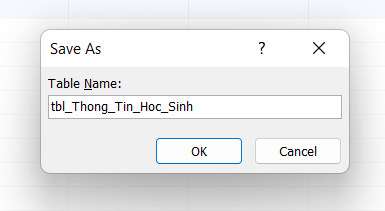 Save As
?
Table Name:
tbl_Thong_Tin_Hoc_Sinh
OK
Cancel